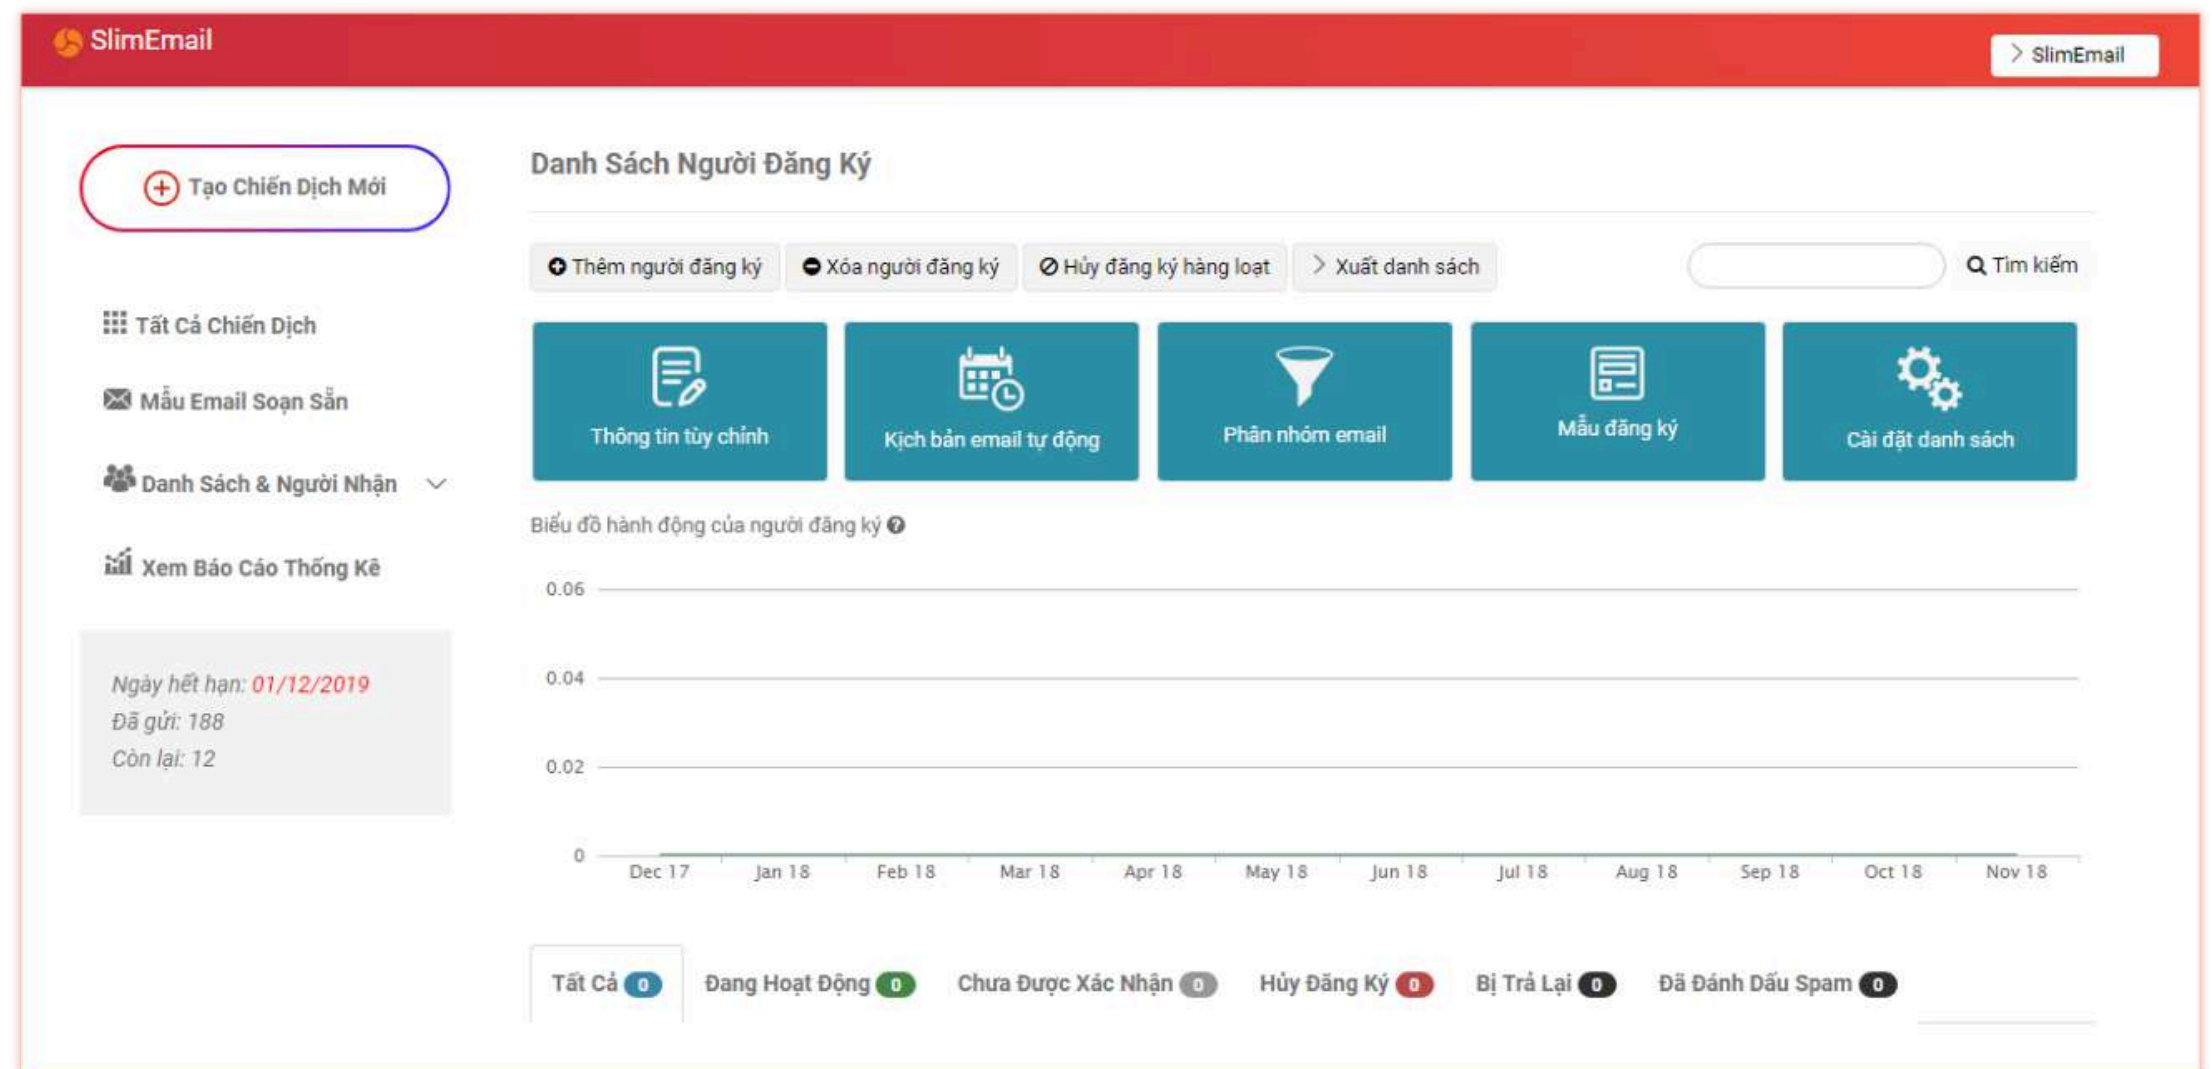 SlimEmail
SlimEmail
Tạo Chiến Dịch Mới
Tất Cả Chiến Dịch
Mẫu Email Soạn Sẵn
Danh Sách & Người Nhận
Xem Báo Cáo Thống Kê
Ngày hết hạn: 01/12/2019
Đã gửi: 188
Còn lại: 12
Danh Sách Người Đăng Ký
Thêm người đăng ký Xóa người đăng ký Hủy đăng ký hàng loạt Xuất danh sách Tìm kiếm
Thông tin tùy chỉnh Kịch bản email tự động Phân nhóm email Mẫu đăng ký Cài đặt danh sách
Biểu đồ hành động của người đăng ký
0.06
0.04
0.02
0
Dec 17 Jan 18 Feb 18 Mar 18 Apr 18 May 18 Jun 18 Jul 18 Aug 18 Sep 18 Oct 18 Nov 18
Tất Cả 0 Đang Hoạt Động 0 Chưa Được Xác Nhận 0 Hủy Đăng Ký 0 Bị Trả Lại 0 Đã Đánh Dấu Spam 0